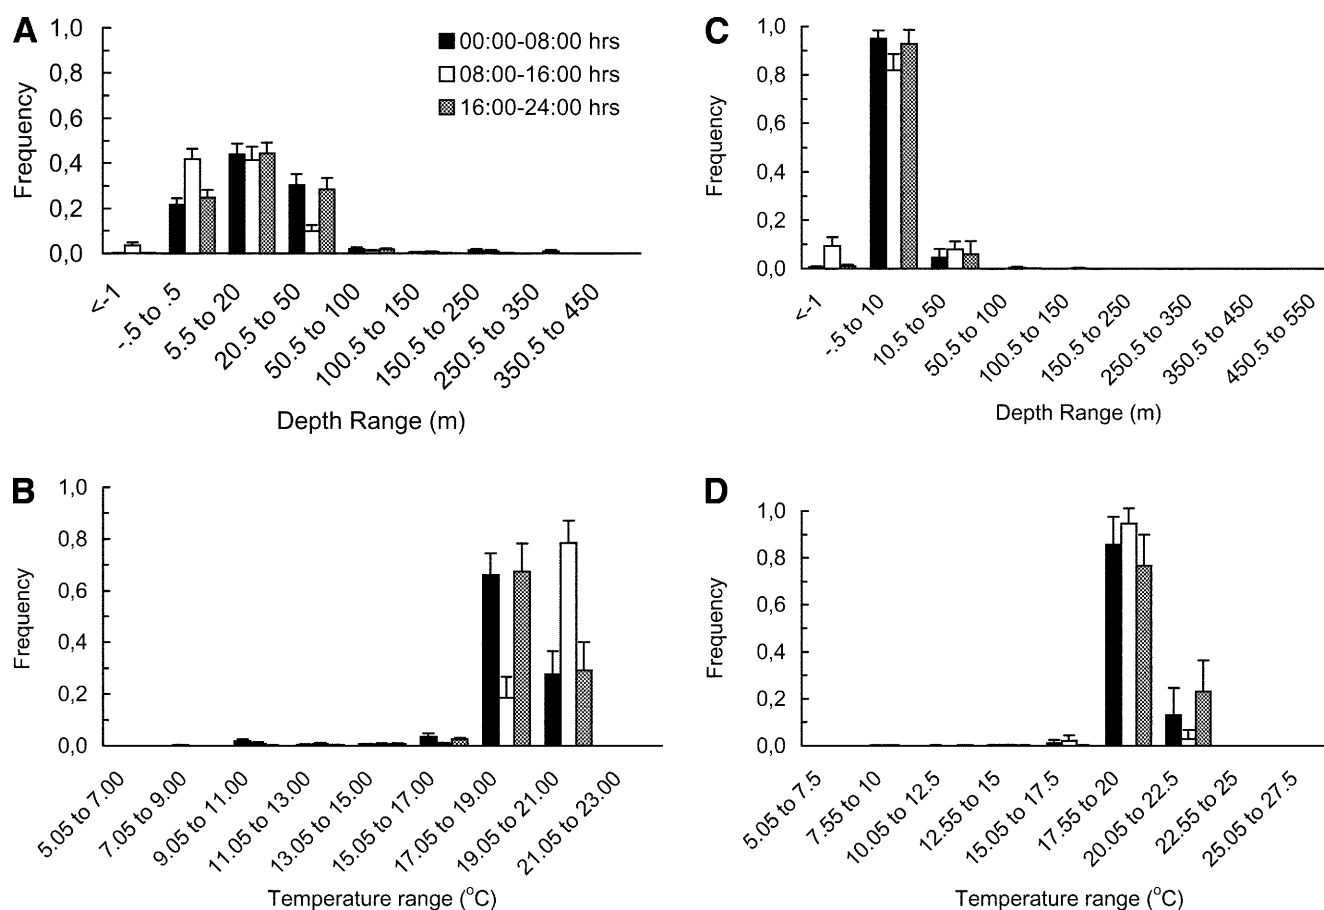 A
1,0
0,8
0,6
0,4
0,2
0,0
Frequency
00:00-08:00 hrs
08:00-16:00 hrs
16:00-24:00 hrs
<-1
-.5 to .5
5.5 to 20
20.5 to 50
50.5 to 100
100.5 to 150
150.5 to 250
250.5 to 350
350.5 to 450
Depth Range (m)
C
1,0
0,8
0,6
0,4
0,2
0,0
Frequency
<-1
-.5 to 10
10.5 to 50
50.5 to 100
100.5 to 150
150.5 to 250
250.5 to 350
350.5 to 450
450.5 to 550
Depth Range (m)
B
1,0
0,8
0,6
0,4
0,2
0,0
Frequency
5.05 to 7.00
7.05 to 9.00
9.05 to 11.00
11.05 to 13.00
13.05 to 15.00
15.05 to 17.00
17.05 to 19.00
19.05 to 21.00
21.05 to 23.00
Temperature range (°C)
D
1,0
0,8
0,6
0,4
0,2
0,0
Frequency
5.05 to 7.5
7.55 to 10
10.05 to 12.5
12.55 to 15
15.05 to 17.5
17.55 to 20
20.05 to 22.5
22.55 to 25
25.05 to 27.5
Temperature range (°C)